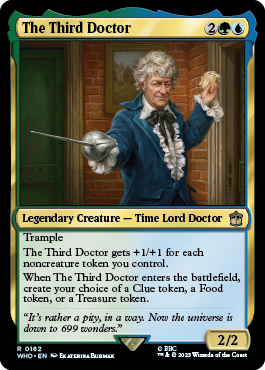 The Third Doctor 2
Legendary Creature — Time Lord Doctor
Trample
The Third Doctor gets +1/+1 for each
noncreature token you control.
When The Third Doctor enters the battlefield,
create your choice of a Clue token, a Food
token, or a Treasure token.
“It’s rather a pity, in a way. Now the universe is
down to 699 wonders.”
2/2
R 0162
WHO • EN Ekaterina Burmak
© BBC
™ & © 2023 Wizards of the Coast